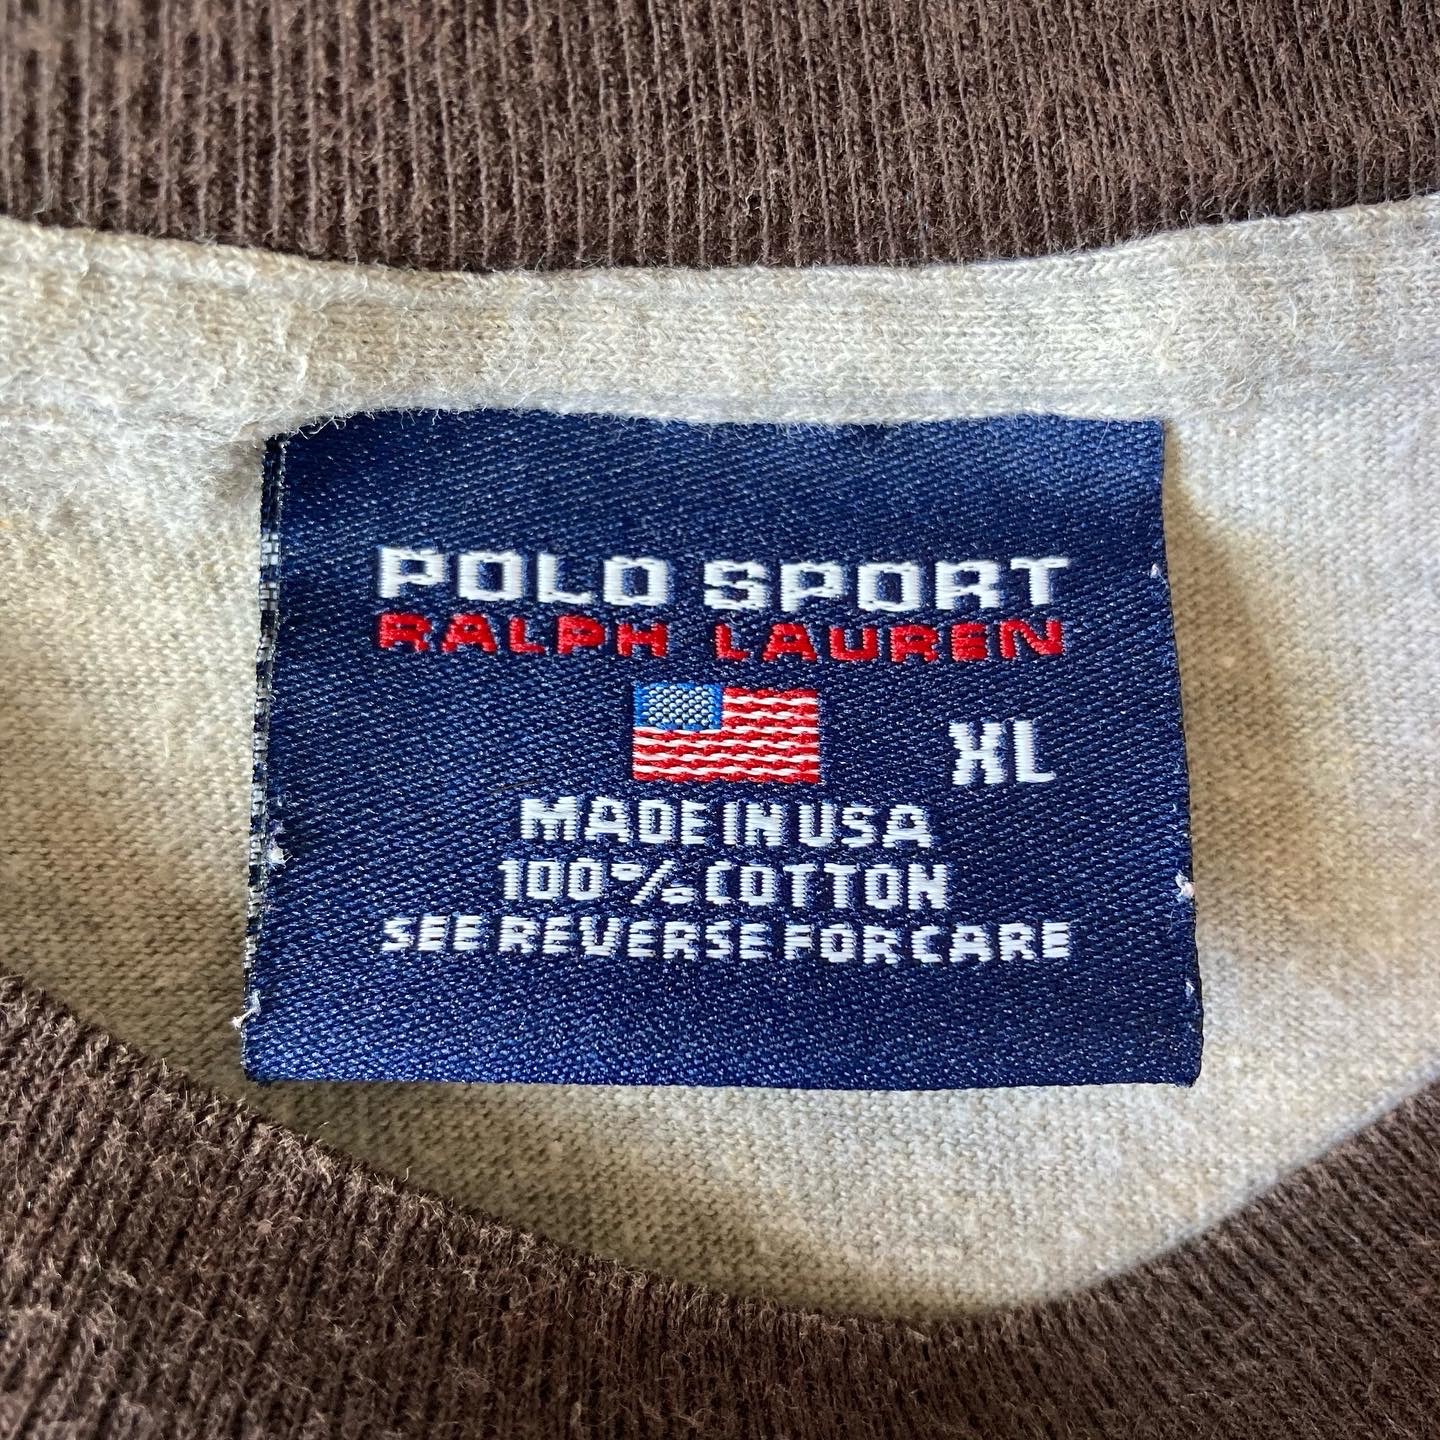 POLO SPORT
RALPH LAUREN
XL
MADE IN USA
100% COTTON
SEE REVERSE FOR CARE